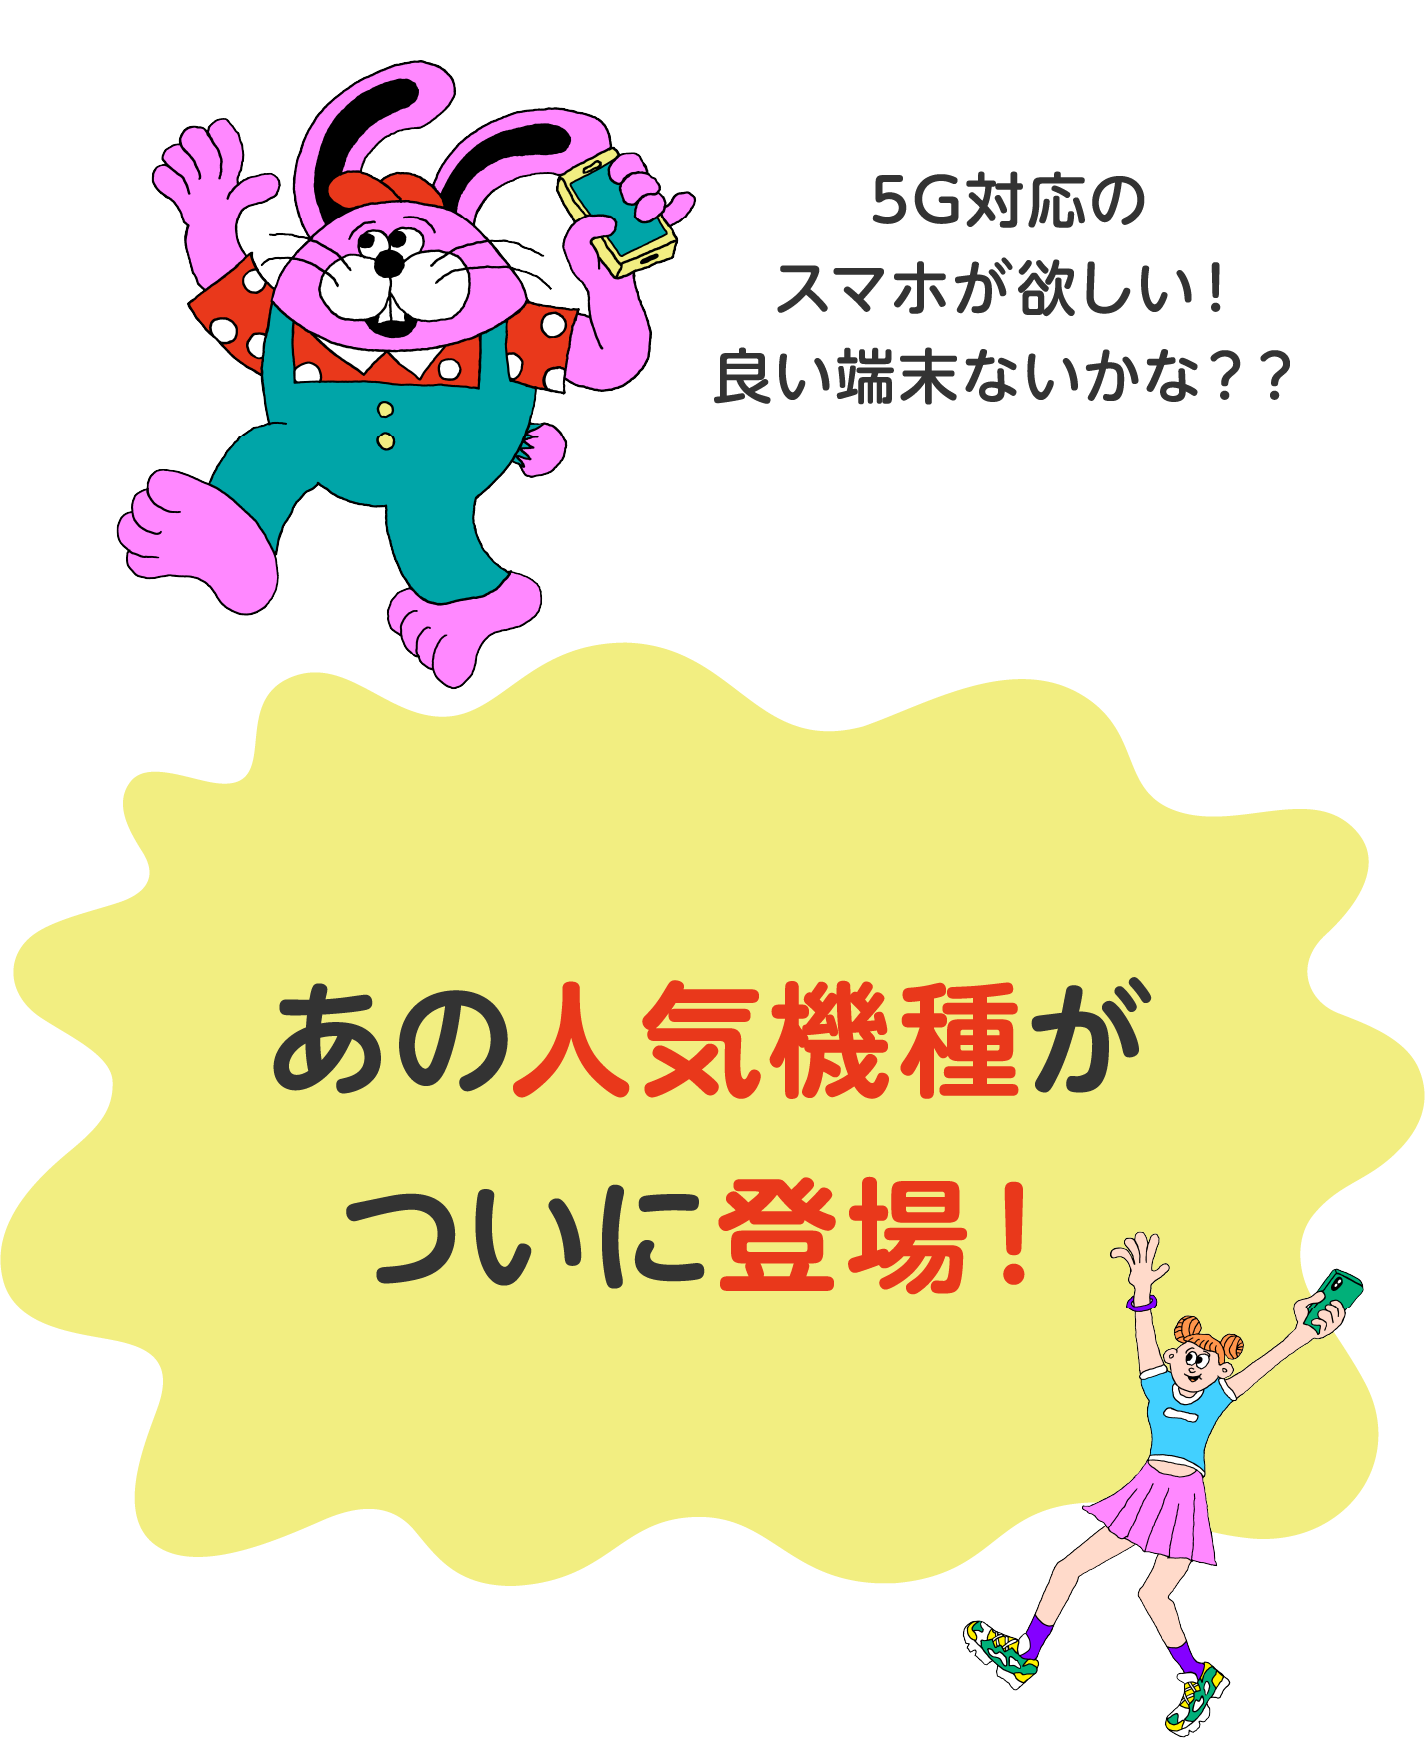 5G対応の
スマホが欲しい！
良い端末ないかな？？
あの人気機種が
ついに登場！